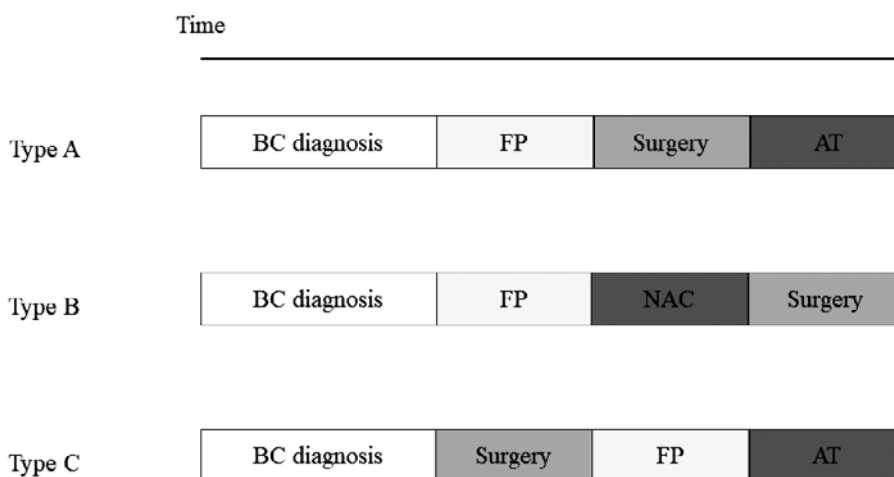 Time
Type A BC diagnosis FP Surgery AT
Type B BC diagnosis FP NAC Surgery
Type C BC diagnosis Surgery FP AT